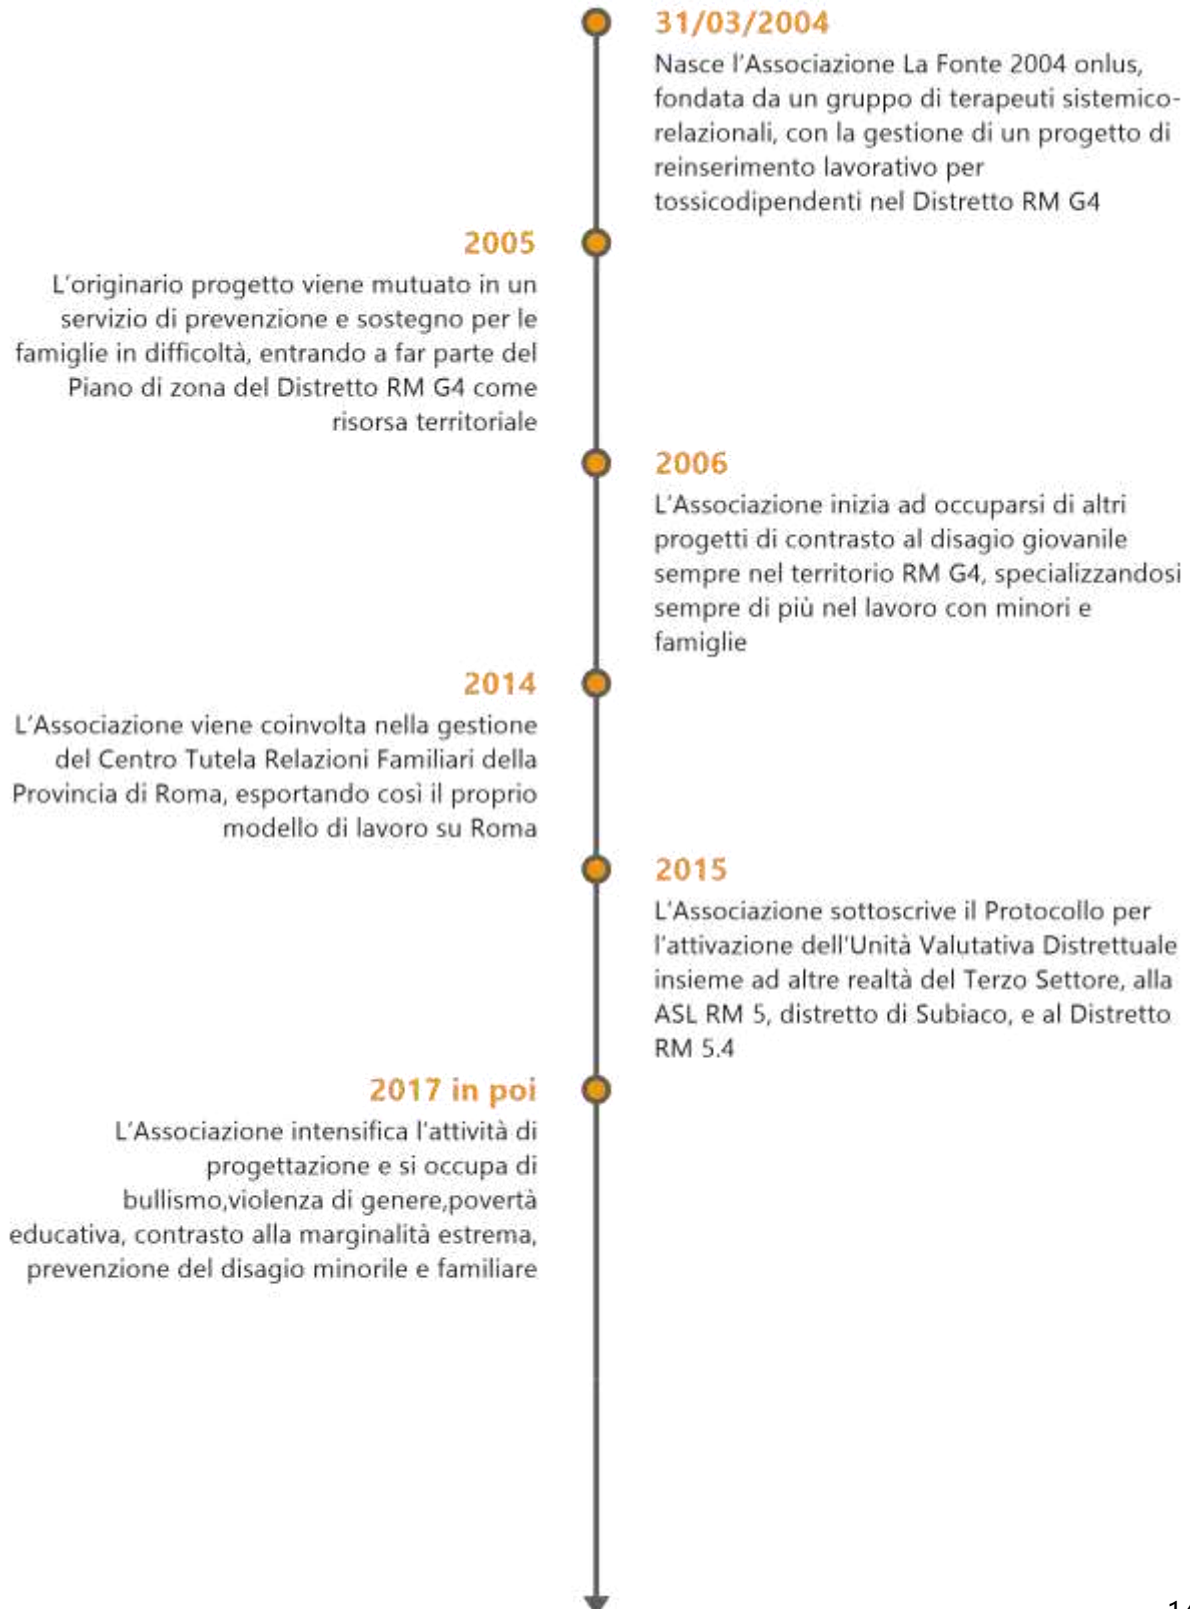 31/03/2004
Nasce l'Associazione La Fonte 2004 onlus,
fondata da un gruppo di terapeuti sistemico-
relazionali, con la gestione di un progetto di
reinserimento lavorativo per
tossicodipendenti nel Distretto RM G4
2005
L'originario progetto viene mutuato in un
servizio di prevenzione e sostegno per le
famiglie in difficoltà, entrando a far parte del
Piano di zona del Distretto RM G4 come
risorsa territoriale
2006
L'Associazione inizia ad occuparsi di altri
progetti di contrasto al disagio giovanile
sempre nel territorio RM G4, specializzandosi
sempre di più nel lavoro con minori e
famiglie
2014
L'Associazione viene coinvolta nella gestione
del Centro Tutela Relazioni Familiari della
Provincia di Roma, esportando così il proprio
modello di lavoro su Roma
2015
L'Associazione sottoscrive il Protocollo per
l'attivazione dell'Unità Valutativa Distrettuale
insieme ad altre realtà del Terzo Settore, alla
ASL RM 5, distretto di Subiaco, e al Distretto
RM 5.4
2017 in poi
L'Associazione intensifica l'attività di
progettazione e si occupa di
bullismo,violenza di genere,povertà
educativa, contrasto alla marginalità estrema,
prevenzione del disagio minorile e familiare